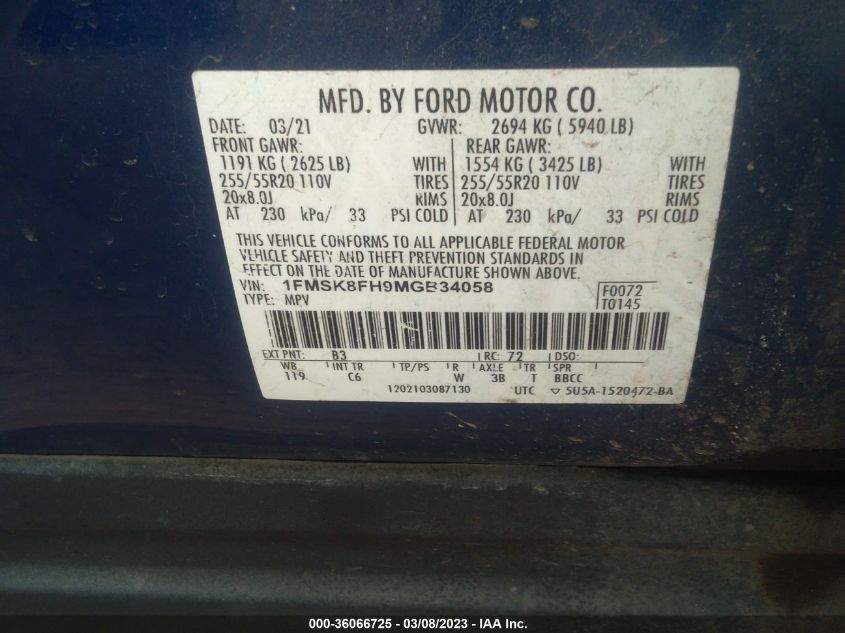 MFD. BY FORD MOTOR CO.
DATE: 03/21 GVWR: 2694 KG ( 5940 LB)
FRONT GAWR: REAR GAWR:
1191 KG ( 2625 LB) WITH 1554 KG ( 3425 LB) WITH
255/55R20 110V TIRES 255/55R20 110V TIRES
20x8.0J RIMS 20x8.0J RIMS
AT 230 kPa/ 33 PSI COLD AT 230 kPa/ 33 PSI COLD
THIS VEHICLE CONFORMS TO ALL APPLICABLE FEDERAL MOTOR
VEHICLE SAFETY AND THEFT PREVENTION STANDARDS IN
EFFECT ON THE DATE OF MANUFACTURE SHOWN ABOVE.
VIN: 1FMSK8FH9MGB34058 F0072
TYPE: MPV T0145
EXT PNT: B3 RC: 72 DSO:
WB INT TR TP/PS R AXLE TR SPR
119 C6 W 3B T BBCC
1202103087130 UTC ▽ 5U5A-1520472-BA
000-36066725 - 03/08/2023 - IAA Inc.